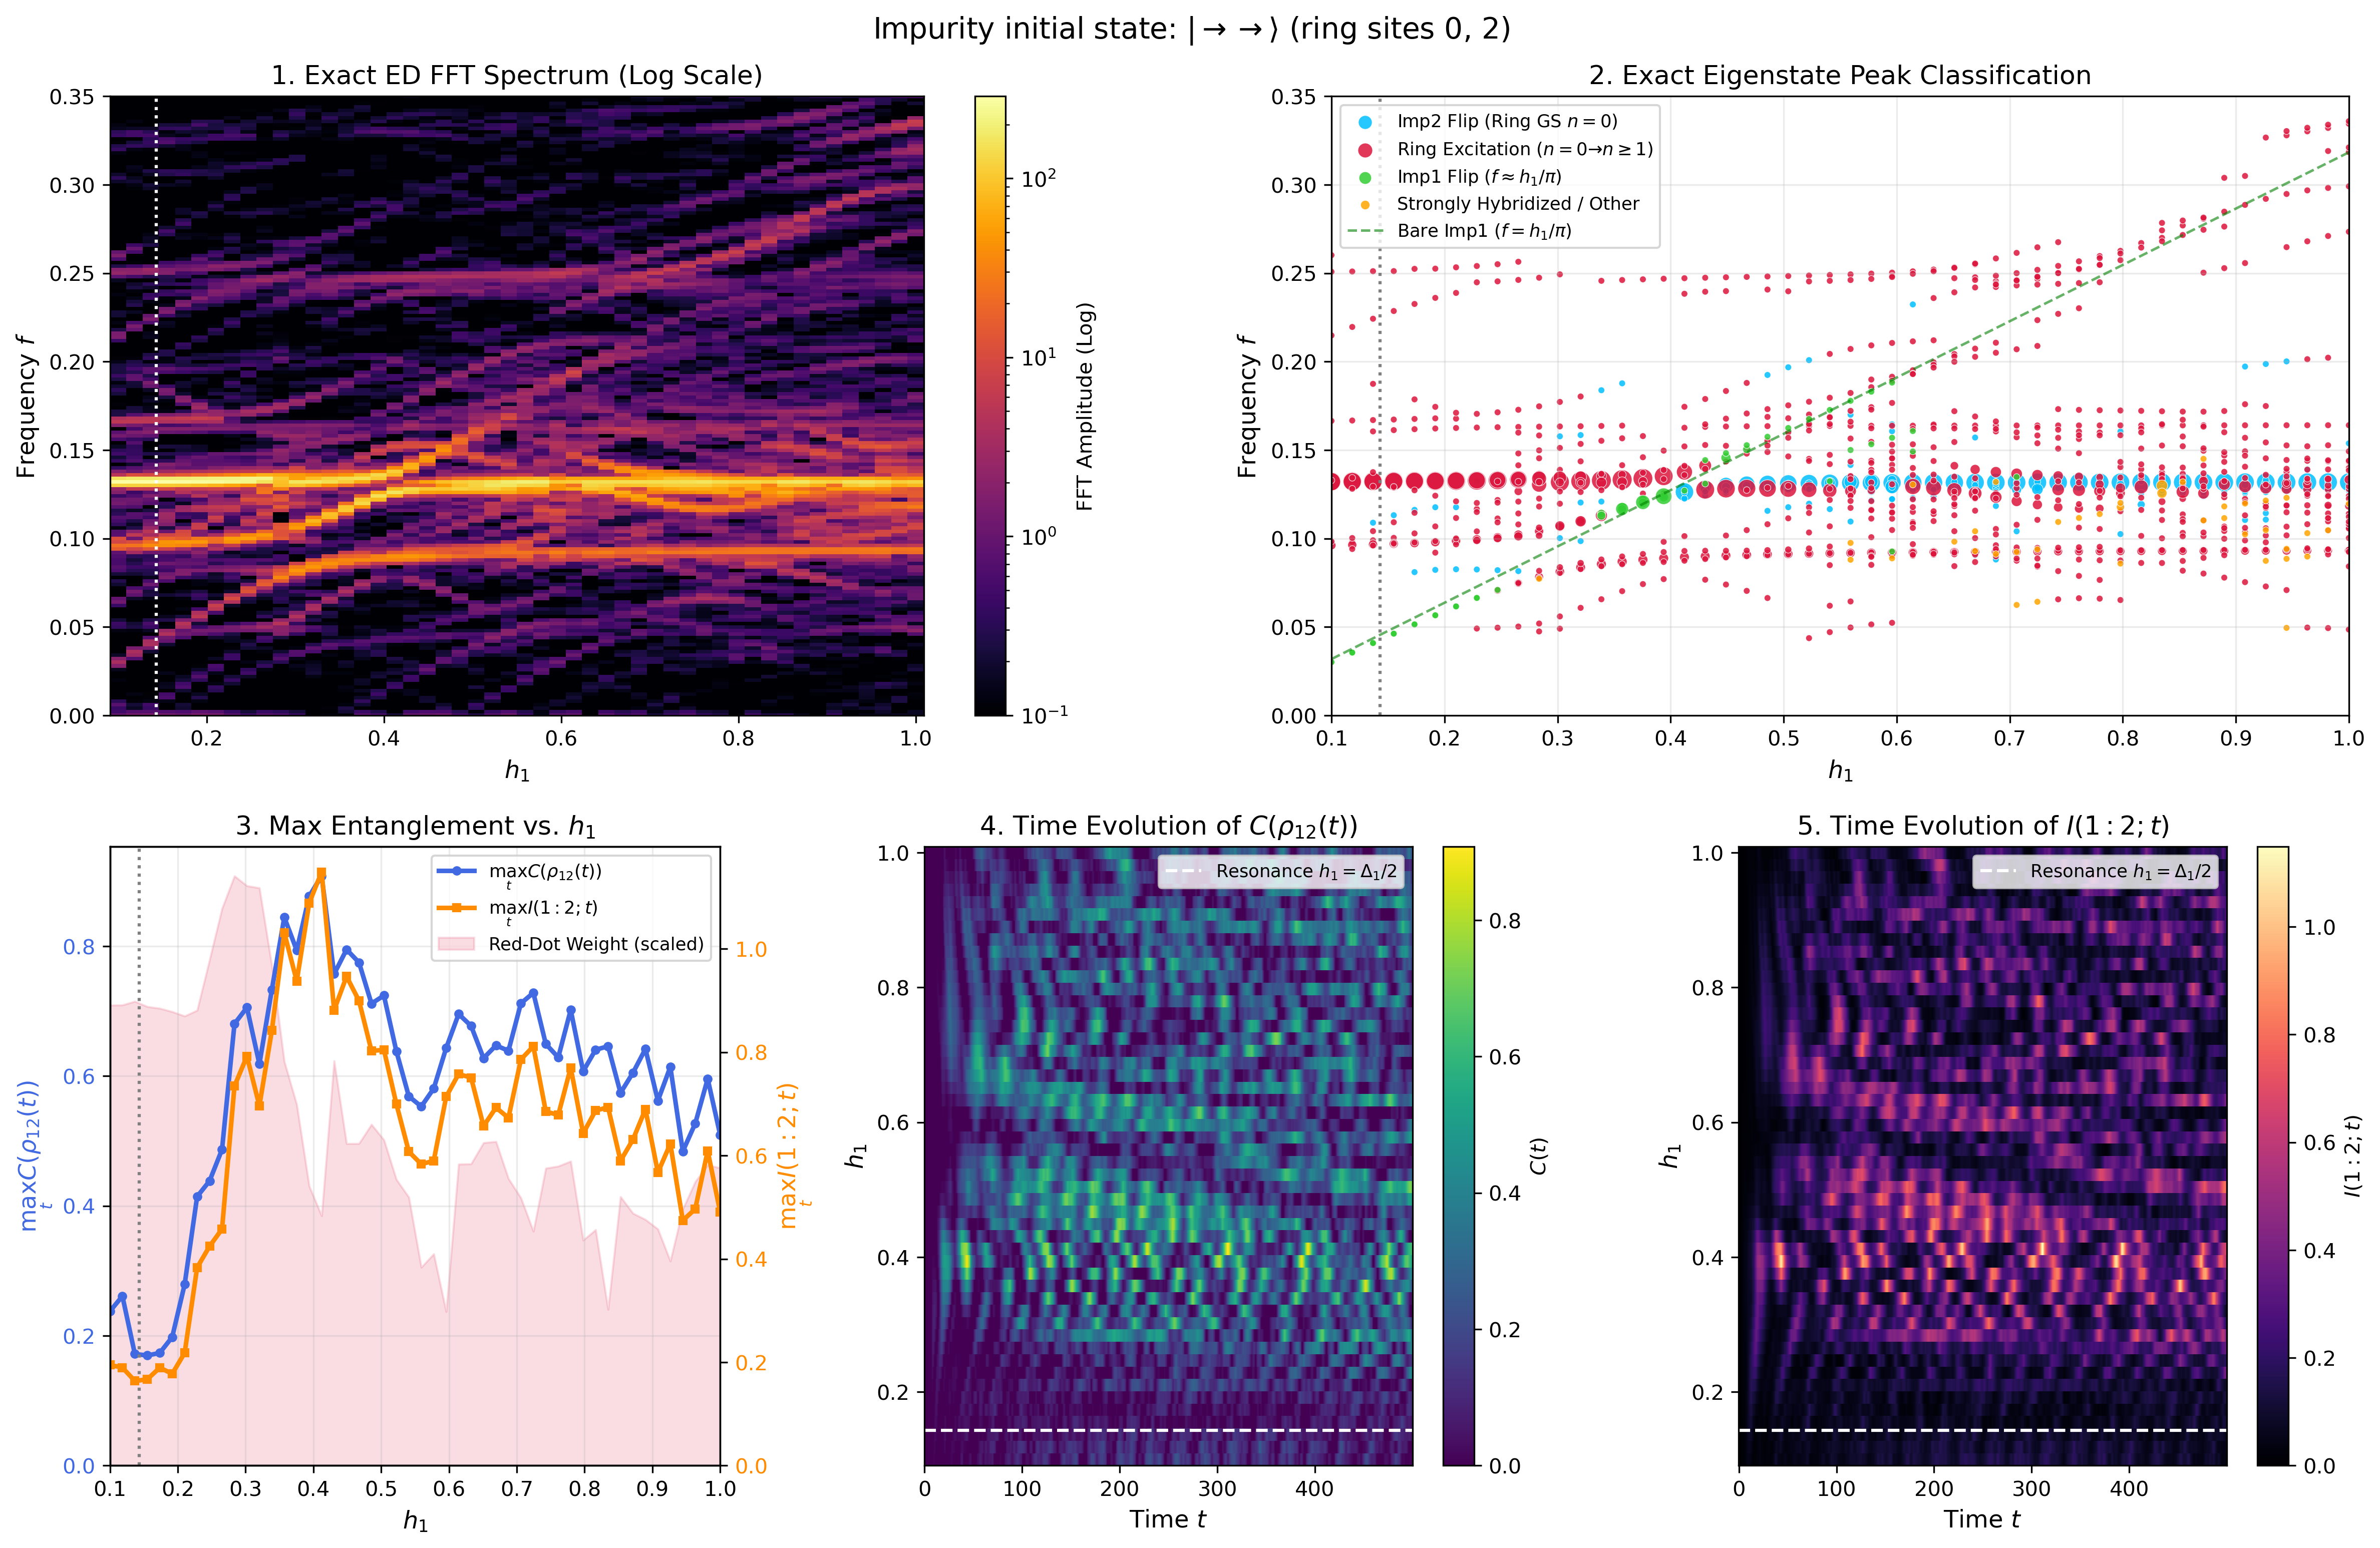 Impurity initial state: |→→⟩ (ring sites 0, 2)
1. Exact ED FFT Spectrum (Log Scale)
Frequency f
0.35
0.30
0.25
0.20
0.15
0.10
0.05
0.00
0.2
0.4
0.6
0.8
1.0
h₁
10²
10¹
10⁰
10⁻¹
FFT Amplitude (Log)
2. Exact Eigenstate Peak Classification
Frequency f
0.35
0.30
0.25
0.20
0.15
0.10
0.05
0.00
Imp2 Flip (Ring GS n = 0)
Ring Excitation (n = 0→n ≥ 1)
Imp1 Flip (f ≈ h₁/π)
Strongly Hybridized / Other
Bare Imp1 (f = h₁/π)
0.1
0.2
0.3
0.4
0.5
0.6
0.7
0.8
0.9
1.0
h₁
3. Max Entanglement vs. h₁
max C(ρ₁₂(t))
t
0.8
0.6
0.4
0.2
0.0
max C(ρ₁₂(t))
t
max I(1 : 2; t)
t
Red-Dot Weight (scaled)
1.0
0.8
0.6
0.4
0.2
0.0
max I(1 : 2; t)
t
0.1
0.2
0.3
0.4
0.5
0.6
0.7
0.8
0.9
1.0
h₁
4. Time Evolution of C(ρ₁₂(t))
Resonance h₁ = Δ₁/2
h₁
1.0
0.8
0.6
0.4
0.2
0
100
200
300
400
Time t
0.8
0.6
0.4
0.2
0.0
C(t)
5. Time Evolution of I(1 : 2; t)
Resonance h₁ = Δ₁/2
h₁
1.0
0.8
0.6
0.4
0.2
0
100
200
300
400
Time t
1.0
0.8
0.6
0.4
0.2
0.0
I(1 : 2; t)